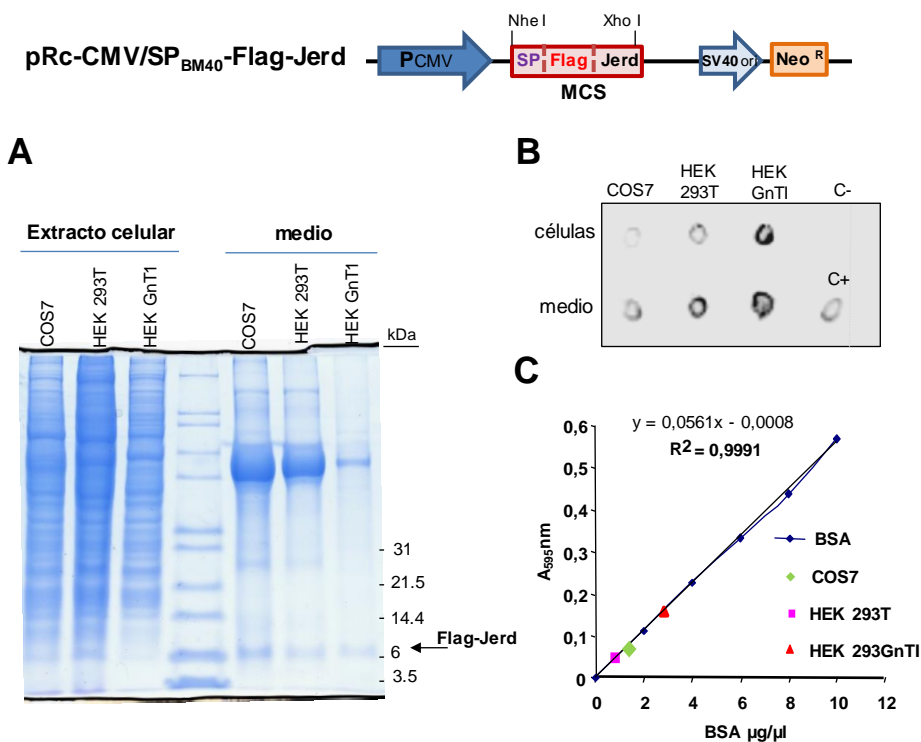 Nhe I
Xho I
pRc-CMV/SP BM40-Flag-Jerd
PCMV
SP Flag Jerd
SV40 ori
Neo R
MCS
A
Extracto celular
medio
COS7
HEK 293T
HEK GnT1
COS7
HEK 293T
HEK GnT1
kDa
31
21.5
14.4
Flag-Jerd
6
3.5
B
COS7
HEK 293T
HEK GnTI
C-
células
C+
medio
C
y = 0,0561x - 0,0008
R2 = 0,9991
0,6
0,5
0,4
0,3
0,2
0,1
0
A595nm
BSA
COS7
HEK 293T
HEK 293GnTI
0 2 4 6 8 10 12
BSA µg/µl